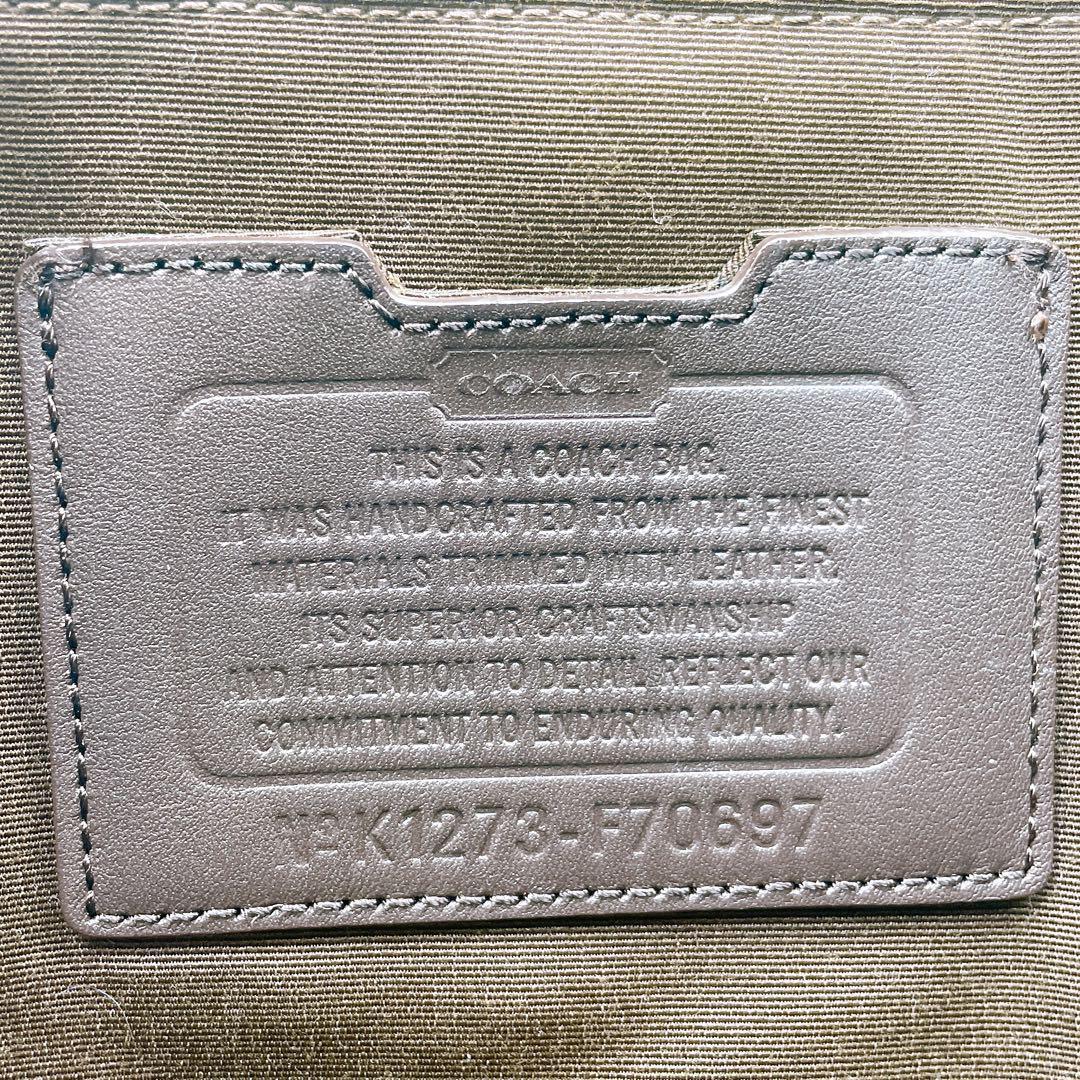 COACH
THIS IS A COACH BAG.
IT WAS HANDCRAFTED FROM THE FINEST
MATERIALS TRIMMED WITH LEATHER.
ITS SUPERIOR CRAFTSMANSHIP
AND ATTENTION TO DETAIL REFLECT OUR
COMMITMENT TO ENDURING QUALITY.
Nº K1273-F70697